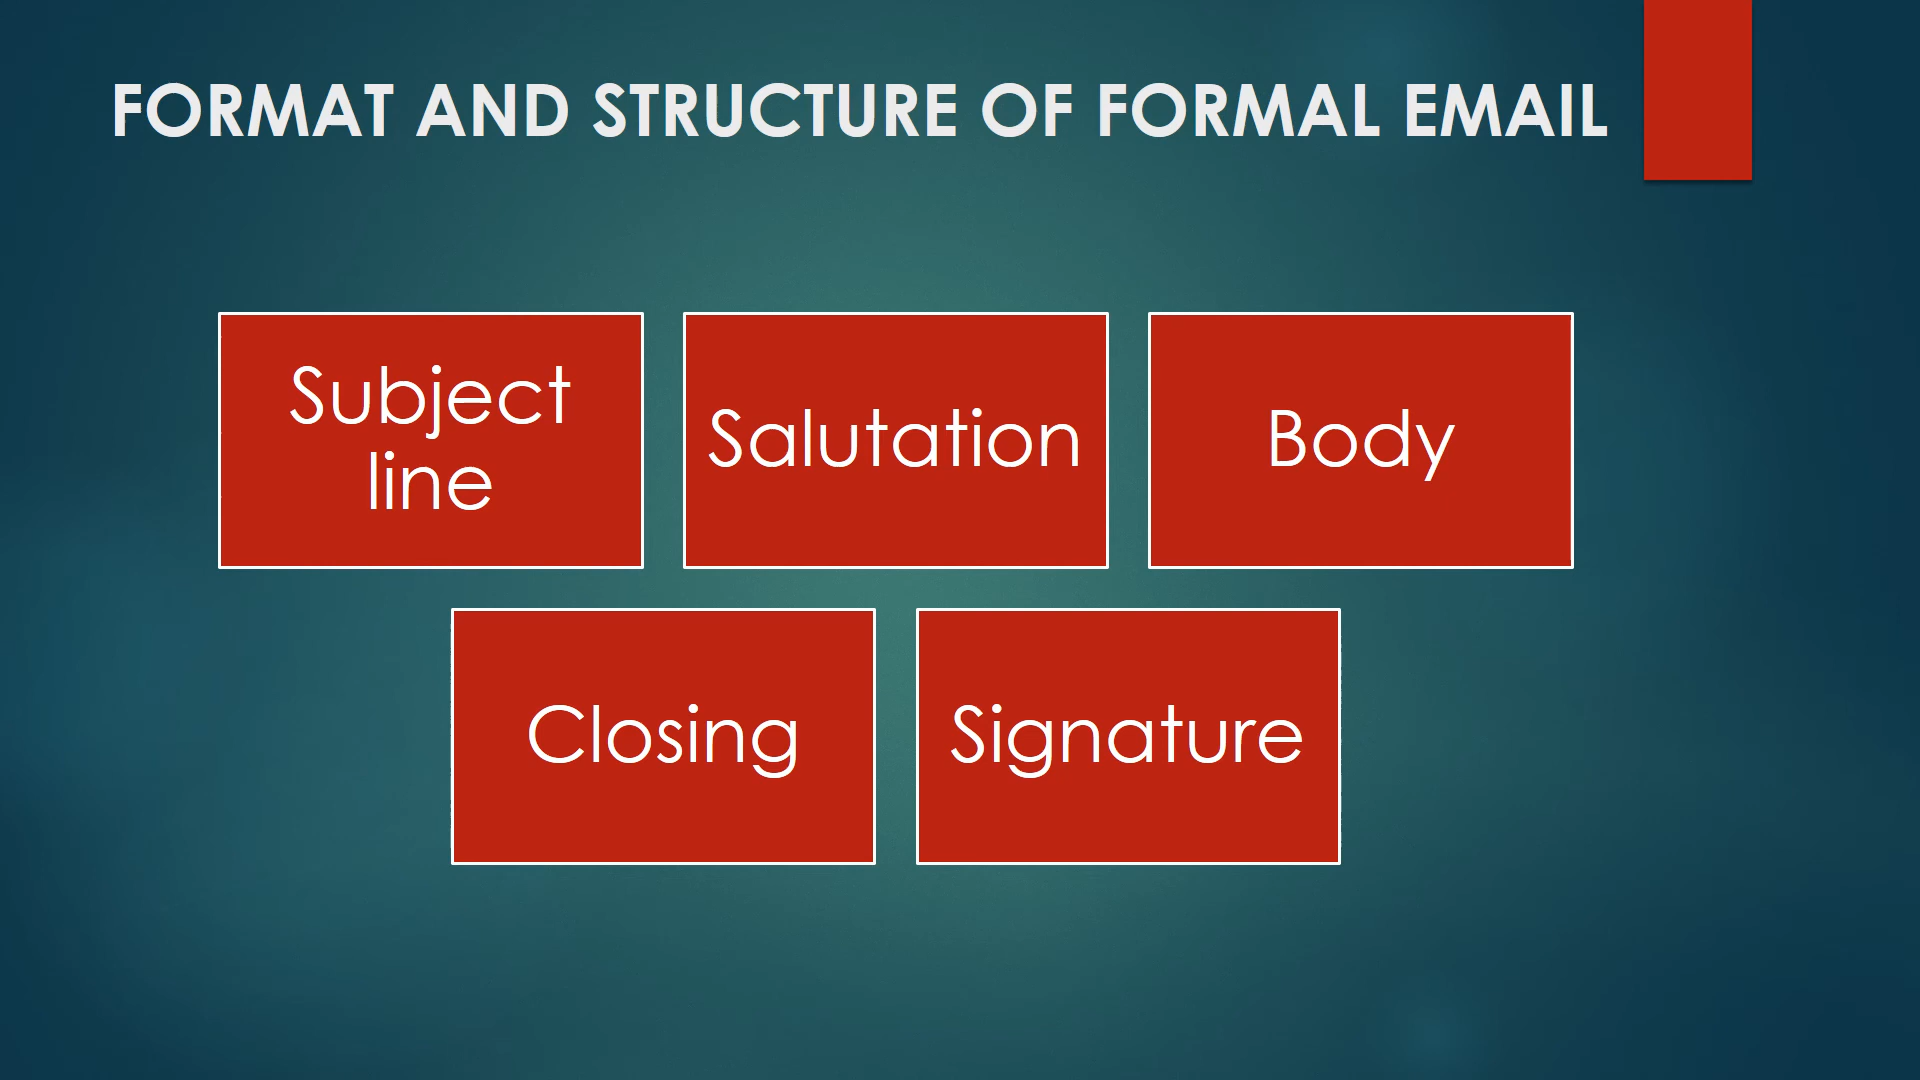 FORMAT AND STRUCTURE OF FORMAL EMAIL
Subject
line
Salutation
Body
Closing
Signature